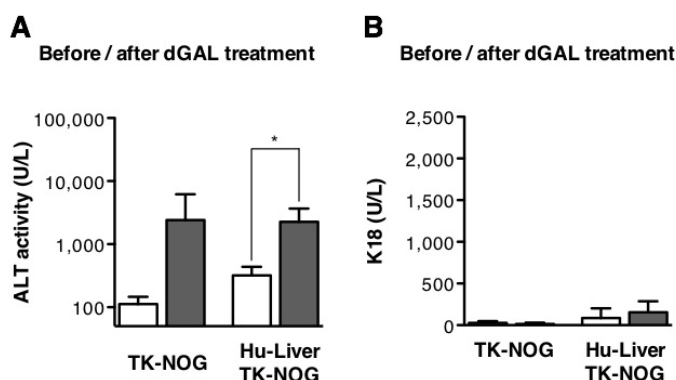 A
Before / after dGAL treatment
ALT activity (U/L)
100,000
10,000
1,000
100
*
TK-NOG
Hu-Liver
TK-NOG
B
Before / after dGAL treatment
K18 (U/L)
2,500
2,000
1,500
1,000
500
0
TK-NOG
Hu-Liver
TK-NOG